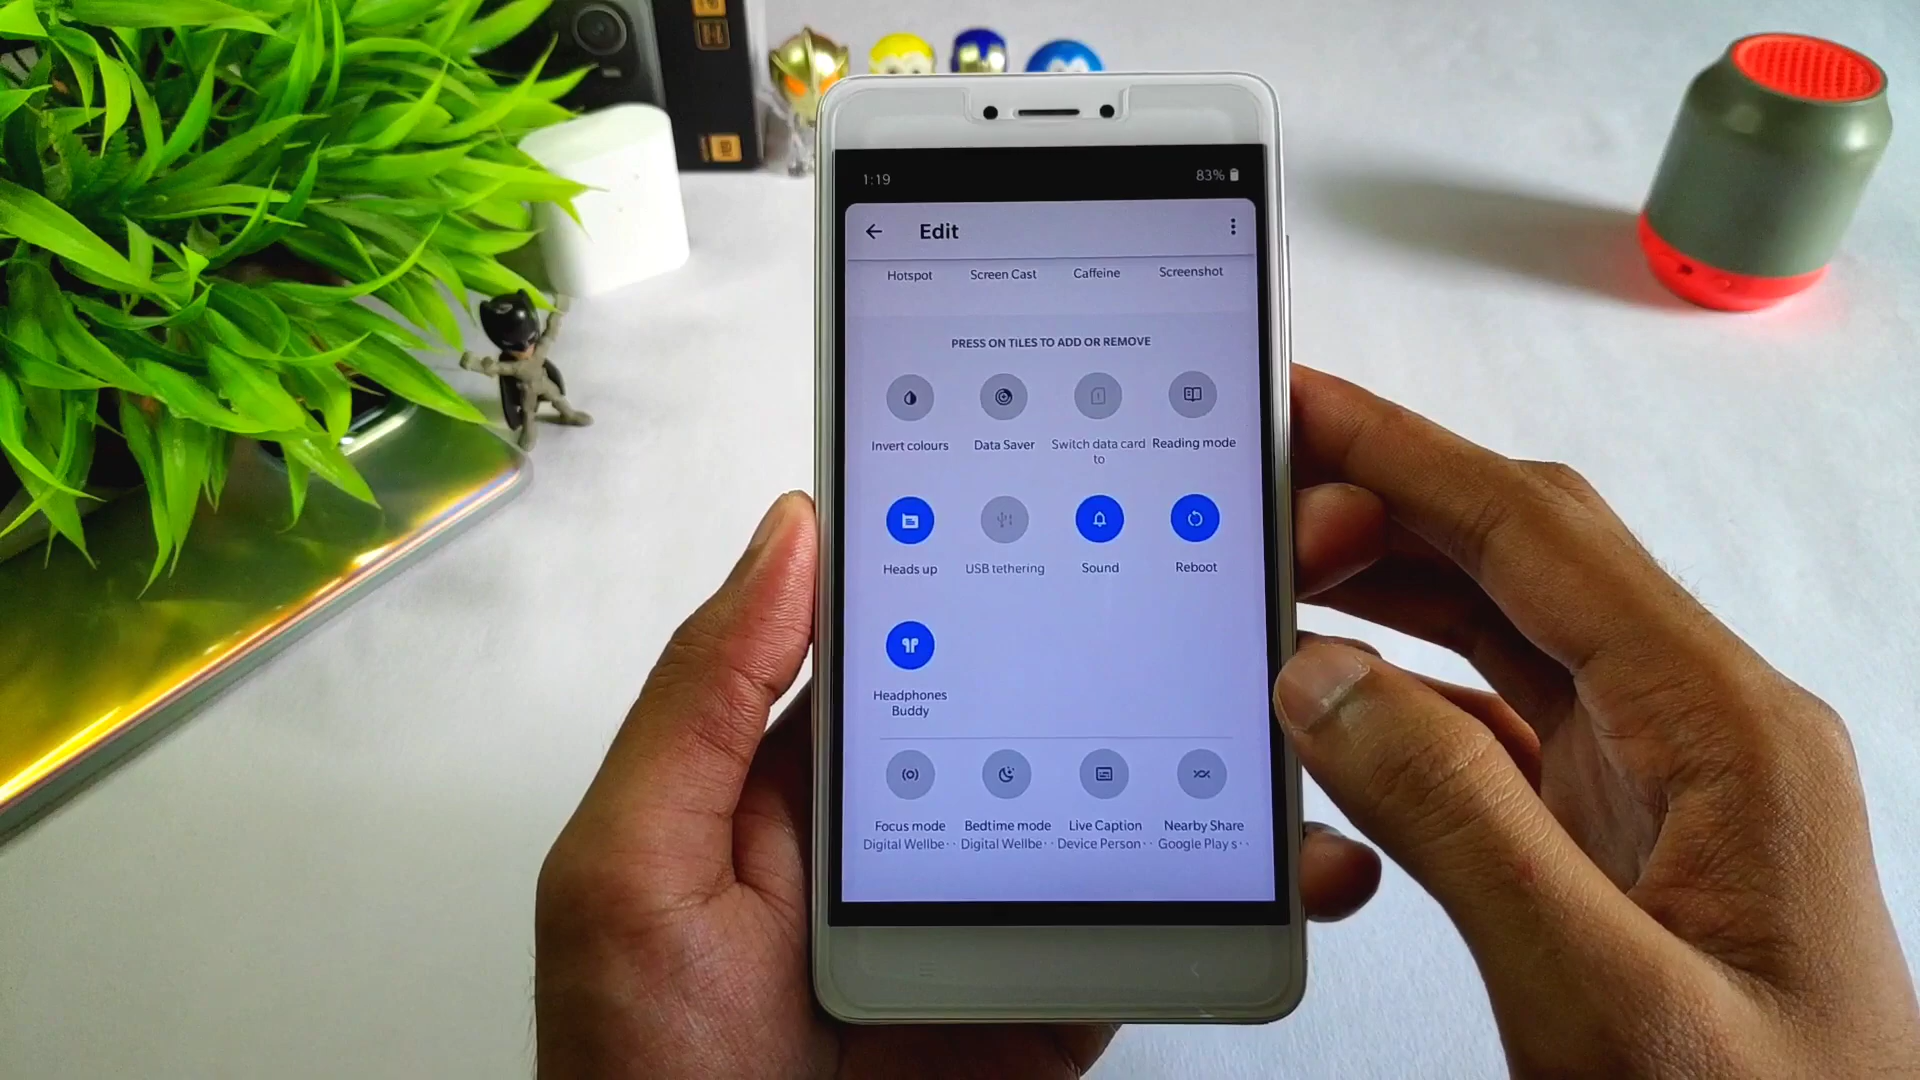 1:19 83%
Edit
Hotspot Screen Cast Caffeine Screenshot
PRESS ON TILES TO ADD OR REMOVE
Invert colours Data Saver Switch data card to Reading mode
Heads up USB tethering Sound Reboot
Headphones
Buddy
Focus mode Bedtime mode Live Caption Nearby Share
Digital Wellbe·· Digital Wellbe·· Device Person·· Google Play s··